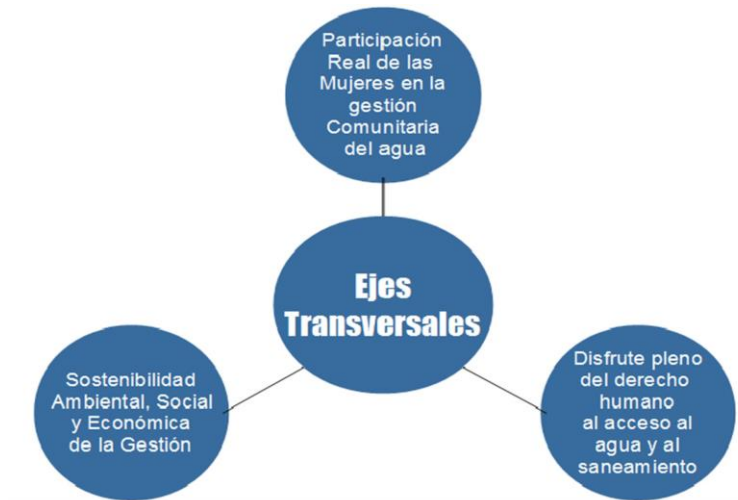 Participación
Real de las
Mujeres en la
gestión
Comunitaria
del agua
Ejes
Transversales
Sostenibilidad
Ambiental, Social
y Económica
de la Gestión
Disfrute pleno
del derecho
humano
al acceso al
agua y al
saneamiento